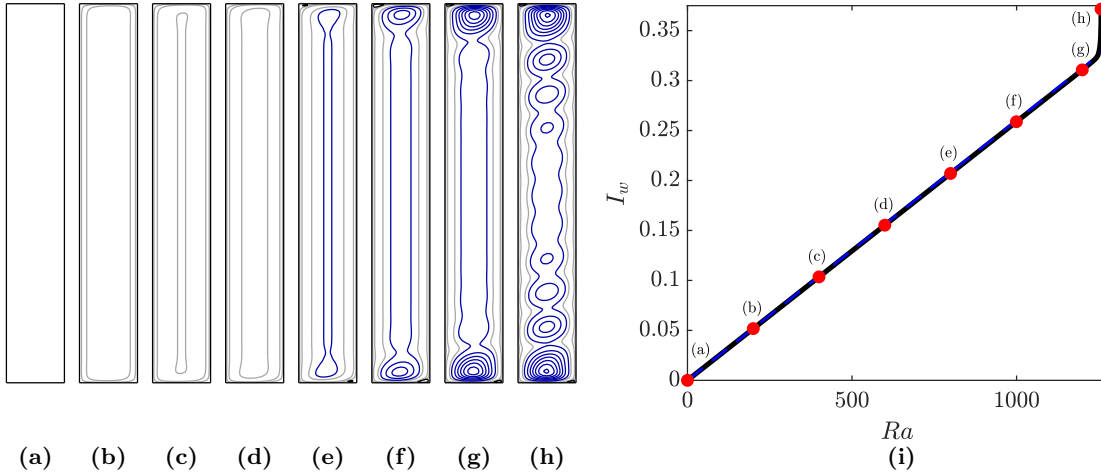 (h)
0.35
(g)
0.3
(f)
0.25
(e)
0.2
I_w
(d)
0.15
(c)
0.1
(b)
0.05
(a)
0
0 500 1000
Ra
(a) (b) (c) (d) (e) (f) (g) (h) (i)